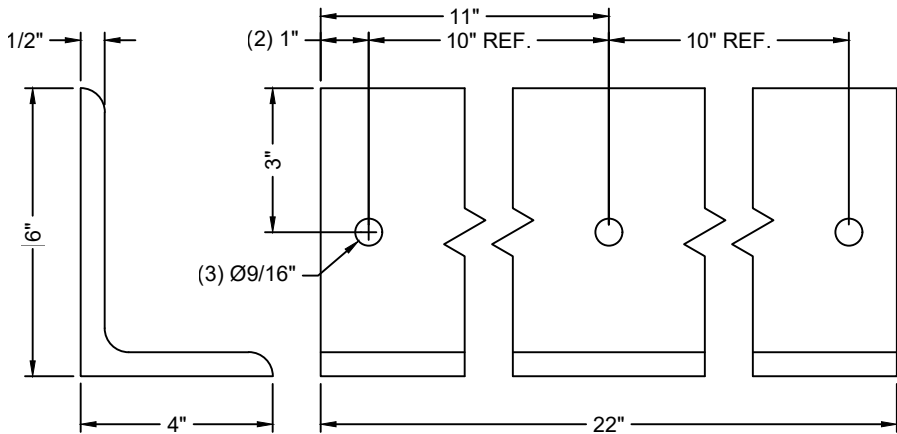 11"
1/2"
(2) 1"
10" REF.
10" REF.
3"
6"
(3) Ø9/16"
4"
22"